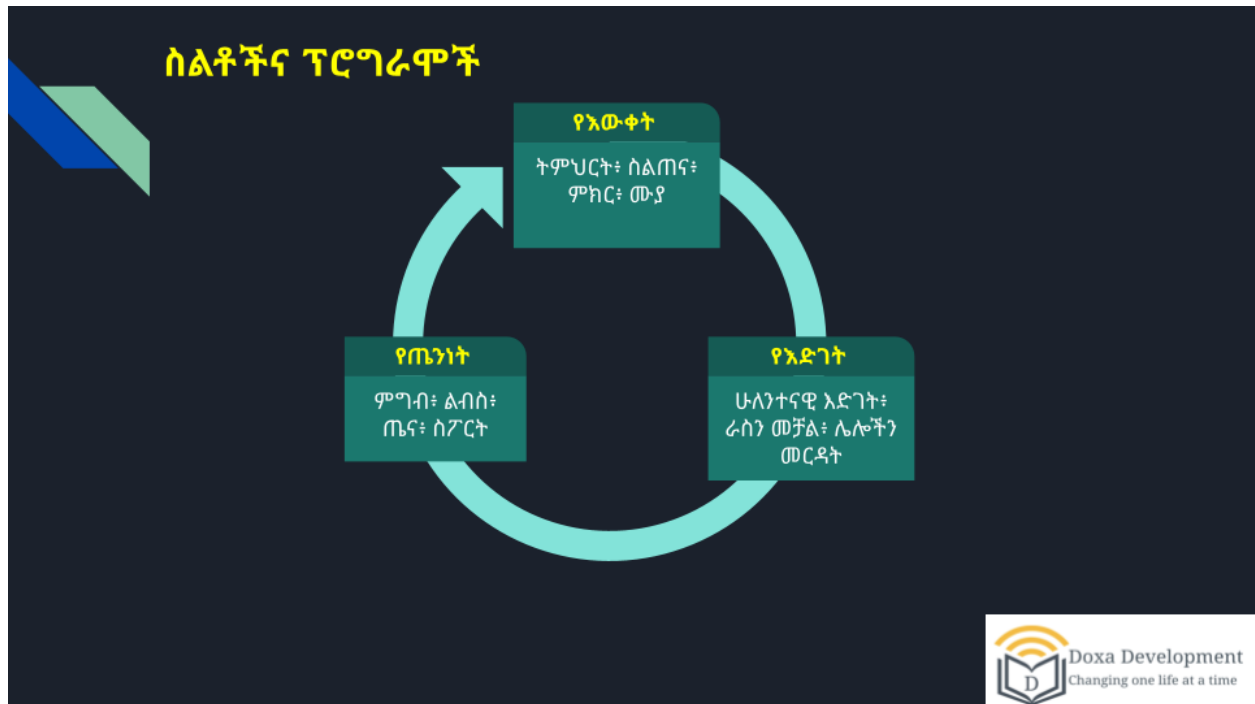 ስልቶችና ፕሮግራሞች
የእውቀት
ትምህርት፥ ስልጠና፥
ምክር፥ ሙያ
የጤንነት
ምግብ፥ ልብስ፥
ጤና፥ ስፖርት
የእድገት
ሁለንተናዊ እድገት፥
ራስን መቻል፥ ሌሎችን
መርዳት
D
Doxa Development
Changing one life at a time